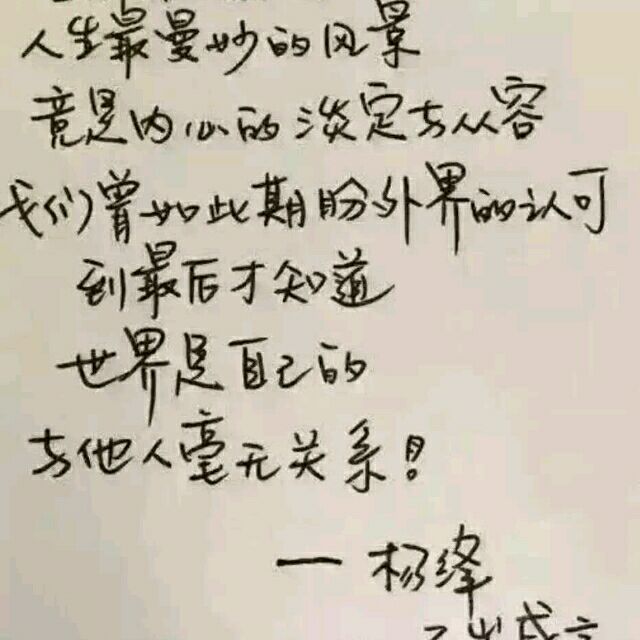 人生最曼妙的风景
竟是内心的淡定与从容
我们曾如此期盼外界的认可
到最后才知道
世界是自己的
与他人毫无关系!
— 杨绛